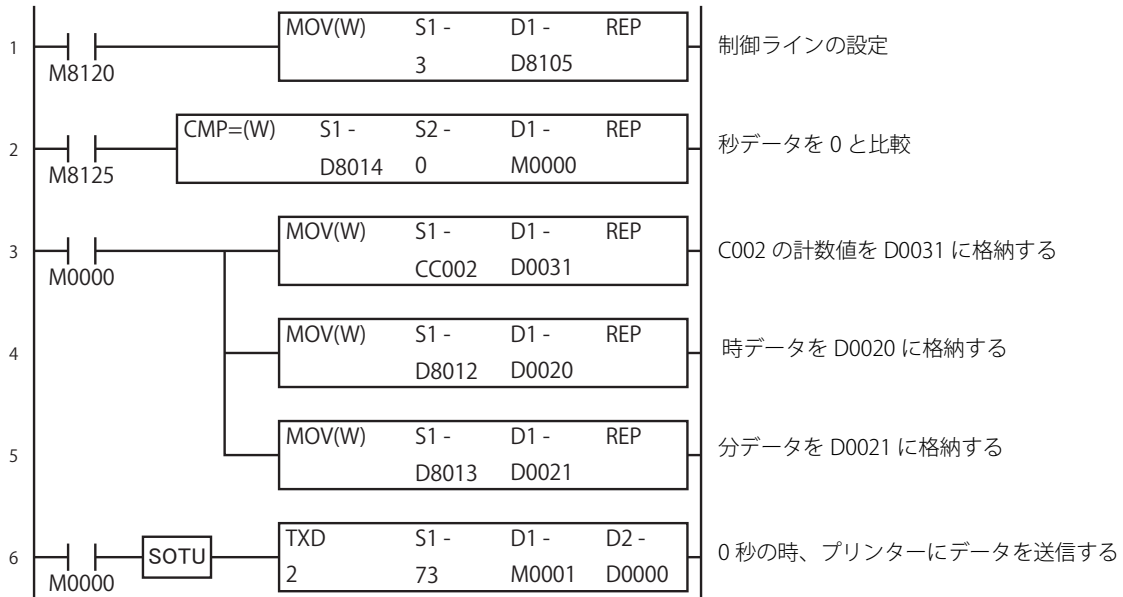 MOV(W) S1 - D1 - REP
1 M8120 3 D8105 制御ラインの設定
CMP=(W) S1 - S2 - D1 - REP
2 M8125 D8014 0 M0000 秒データを 0 と比較
MOV(W) S1 - D1 - REP
3 M0000 CC002 D0031 C002 の計数値を D0031 に格納する
MOV(W) S1 - D1 - REP
4 D8012 D0020 時データを D0020 に格納する
MOV(W) S1 - D1 - REP
5 D8013 D0021 分データを D0021 に格納する
TXD S1 - D1 - D2 -
6 M0000 SOTU 2 73 M0001 D0000 0 秒の時、プリンターにデータを送信する